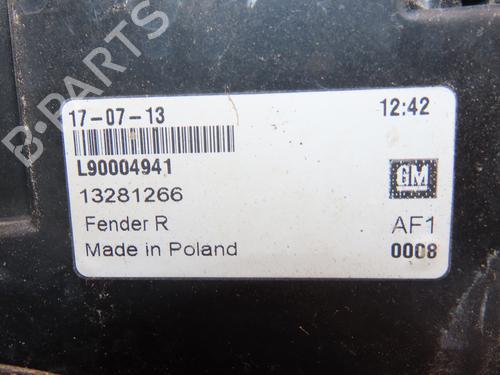 B-PARTS
17-07-13 12:42
L90004941
13281266 GM
Fender R AF1
Made in Poland 0008